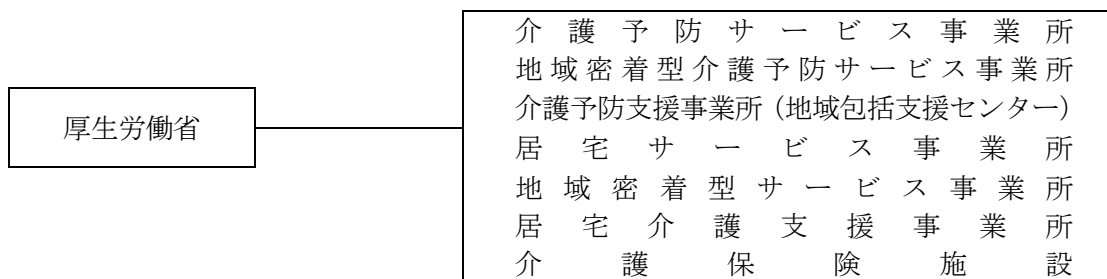 厚生労働省
介護予防サービス事業所
地域密着型介護予防サービス事業所
介護予防支援事業所（地域包括支援センター）
居宅サービス事業所
地域密着型サービス事業所
居宅介護支援事業所
介護保険施設